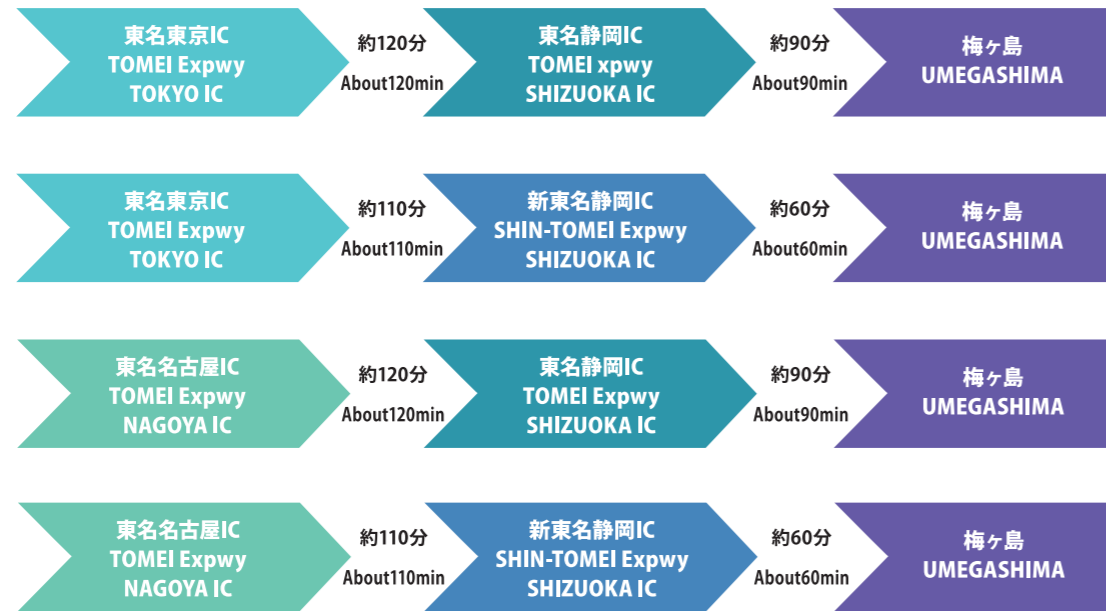 東名東京IC
TOMEI Expwy
TOKYO IC
約120分
About120min
東名静岡IC
TOMEI xpwy
SHIZUOKA IC
約90分
About90min
梅ヶ島
UMEGASHIMA
東名東京IC
TOMEI Expwy
TOKYO IC
約110分
About110min
新東名静岡IC
SHIN-TOMEI Expwy
SHIZUOKA IC
約60分
About60min
梅ヶ島
UMEGASHIMA
東名名古屋IC
TOMEI Expwy
NAGOYA IC
約120分
About120min
東名静岡IC
TOMEI Expwy
SHIZUOKA IC
約90分
About90min
梅ヶ島
UMEGASHIMA
東名名古屋IC
TOMEI Expwy
NAGOYA IC
約110分
About110min
新東名静岡IC
SHIN-TOMEI Expwy
SHIZUOKA IC
約60分
About60min
梅ヶ島
UMEGASHIMA